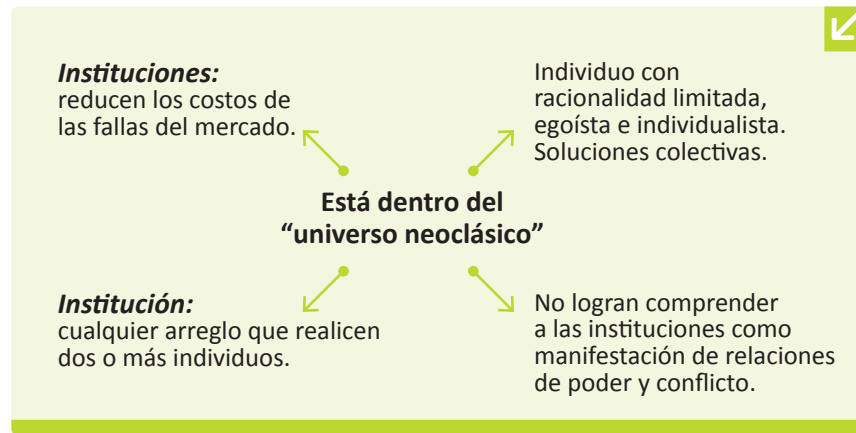 Instituciones:
reducen los costos de
las fallas del mercado.
Individuo con
racionalidad limitada,
egoísta e individualista.
Soluciones colectivas.
Está dentro del
“universo neoclásico”
Institución:
cualquier arreglo que realicen
dos o más individuos.
No logran comprender
a las instituciones como
manifestación de relaciones
de poder y conflicto.